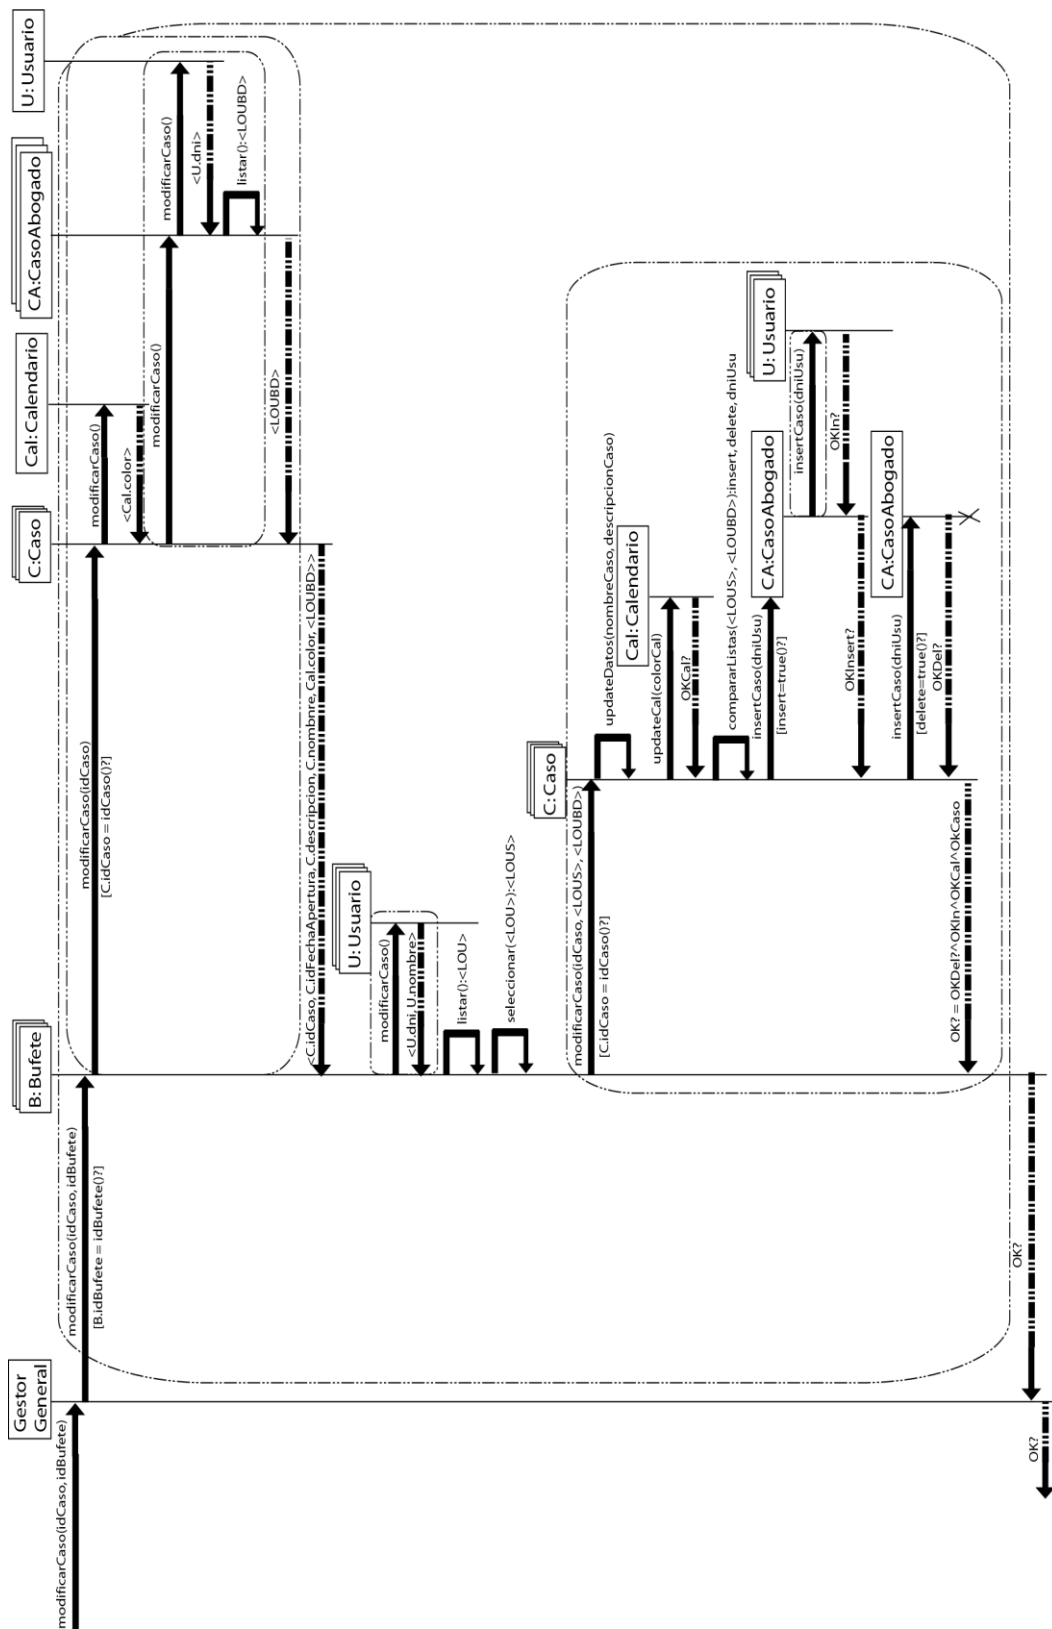 Gestor
General
B:Bufete
C:Caso
Cal:Calendario
CA:CasoAbogado
U:Usuario
modificarCaso(idCaso, idBufete)
modificarCaso(idCaso, idBufete)
[B.idBufete = idBufete()?]
modificarCaso(idCaso)
[C.idCaso = idCaso()?]
modificarCaso()
<Cal.color>
modificarCaso()
modificarCaso()
<U.dni>
listar():<LOUBD>
<LOUBD>
<C.idCaso, C.idFechaApertura, C.descripcion, C.nombnre, Cal.color, <LOUBD>>
U:Usuario
modificarCaso()
<U.dni, U.nombre>
listar():<LOU>
seleccionar(<LOU>):<LOUS>
C:Caso
modificarCaso(idCaso, <LOUS>, <LOUBD>)
[C.idCaso = idCaso()?]
updateDatos(nombreCaso, descripcionCaso)
Cal:Calendario
updateCal(colorCal)
OKCal?
compararListas(<LOUS>, <LOUBD>):insert, delete, dniUsu
CA:CasoAbogado
insertCaso(dniUsu)
[insert=true()?]
U:Usuario
insertCaso(dniUsu)
OKIn?
OKInsert?
CA:CasoAbogado
insertCaso(dniUsu)
[delete=true()?]
OKDel?
OK? = OKDel?^OKIn^OKCal^OkCaso
OK?
OK?